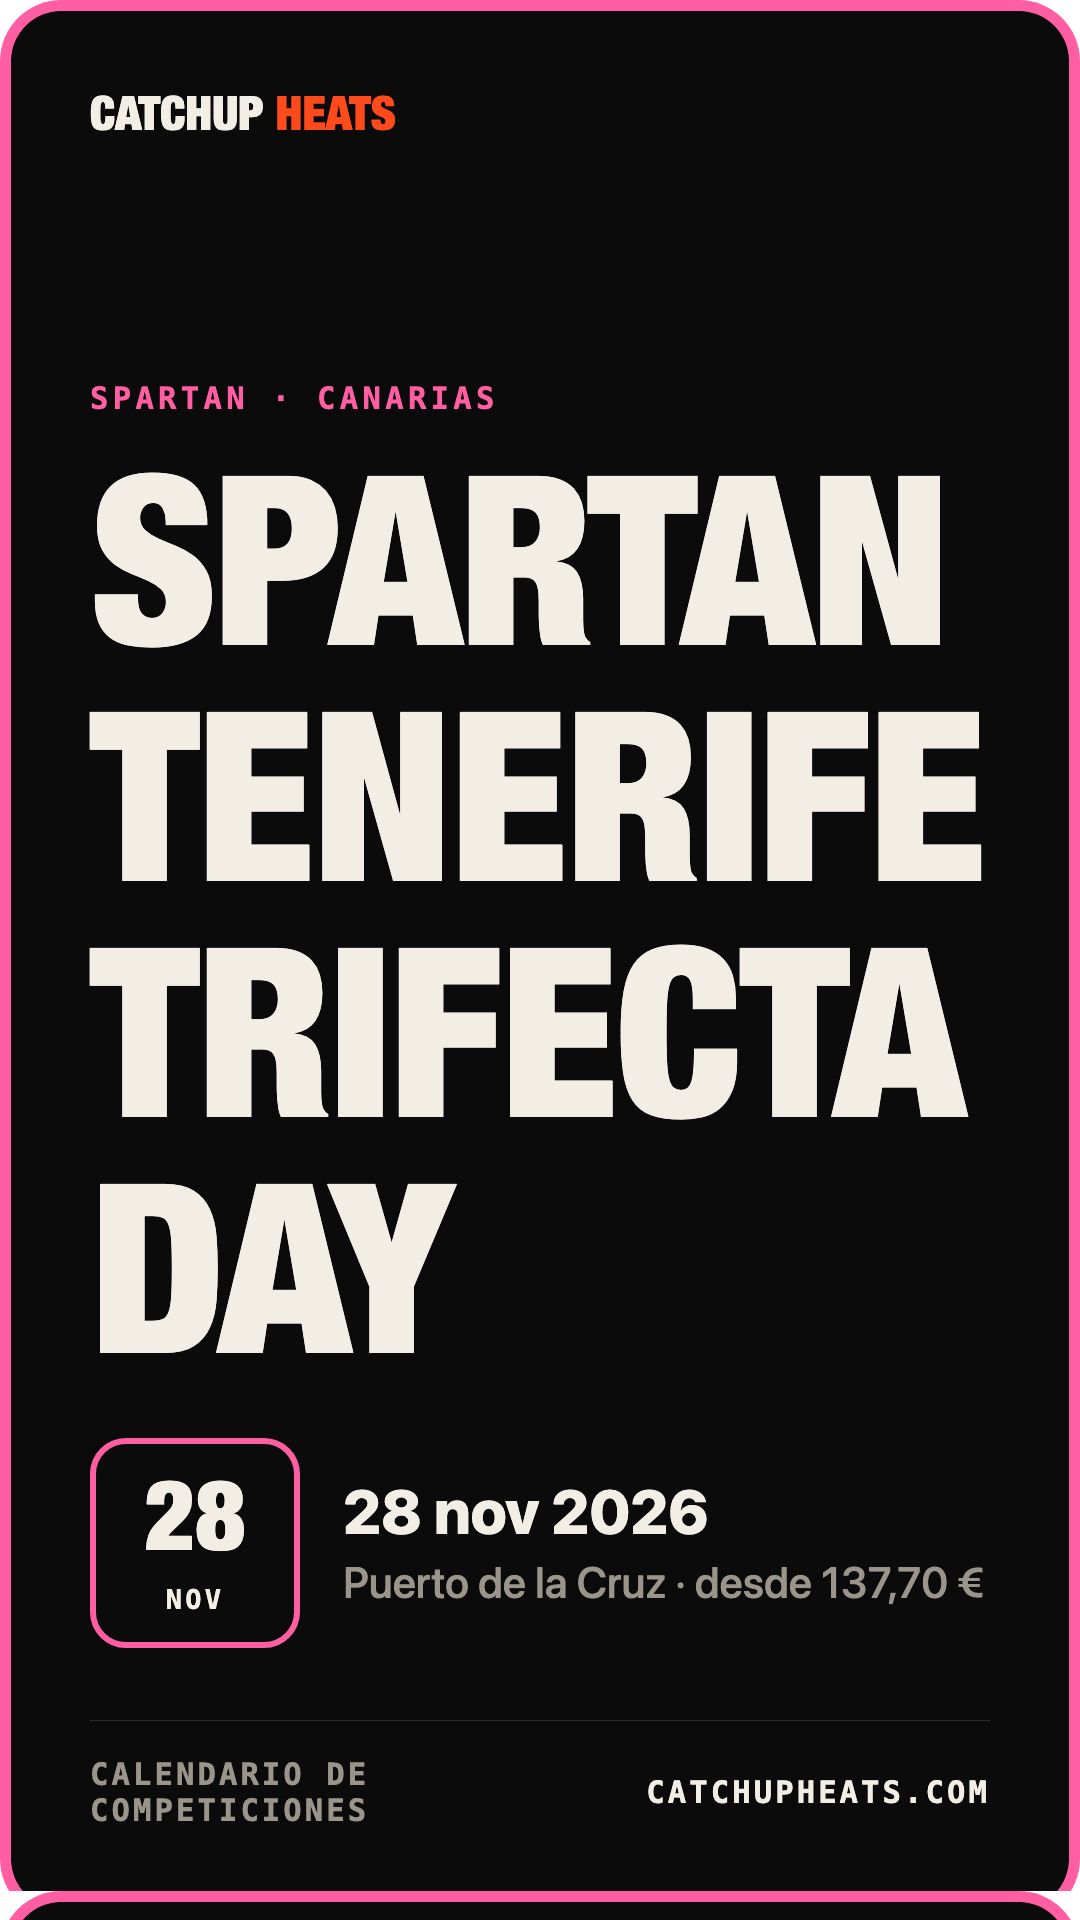 CATCHUP HEATS
SPARTAN · CANARIAS
SPARTAN
TENERIFE
TRIFECTA
DAY
28
NOV
28 nov 2026
Puerto de la Cruz · desde 137,70 €
CALENDARIO DE
COMPETICIONES
CATCHUPHEATS.COM